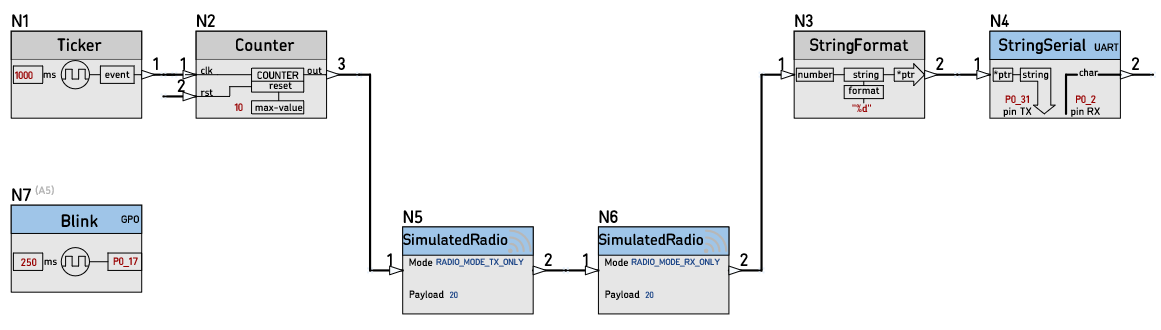 N1
Ticker
1000 ms event
1
N2
Counter
1 clk COUNTER out 3
2 rst reset
10 max-value
N3
StringFormat
1 number string *ptr 2
format
"%d"
N4
StringSerial UART
1 *ptr string char 2
P0_31 P0_2
pin TX pin RX
N7 (A5)
Blink GPO
250 ms P0_17
N5
SimulatedRadio
1 Mode RADIO_MODE_TX_ONLY 2
Payload 20
N6
SimulatedRadio
1 Mode RADIO_MODE_RX_ONLY 2
Payload 20